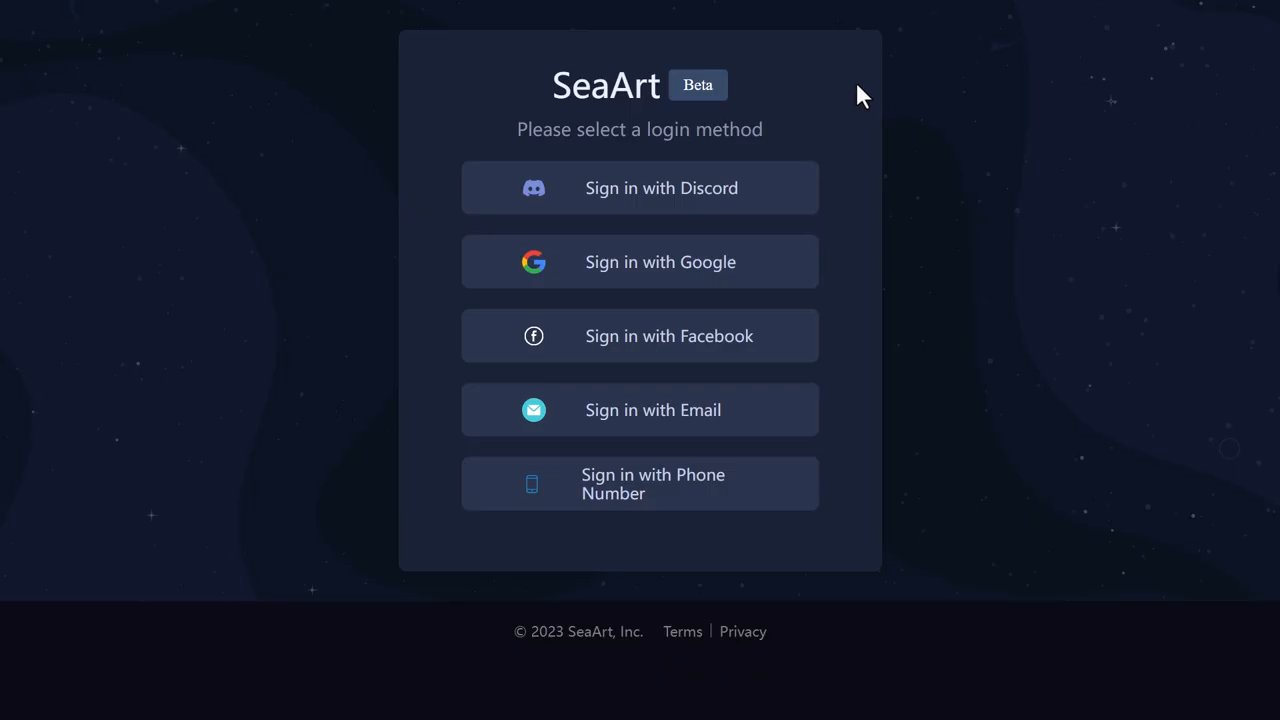 SeaArt Beta
Please select a login method
Sign in with Discord
Sign in with Google
Sign in with Facebook
Sign in with Email
Sign in with Phone
Number
© 2023 SeaArt, Inc. Terms | Privacy